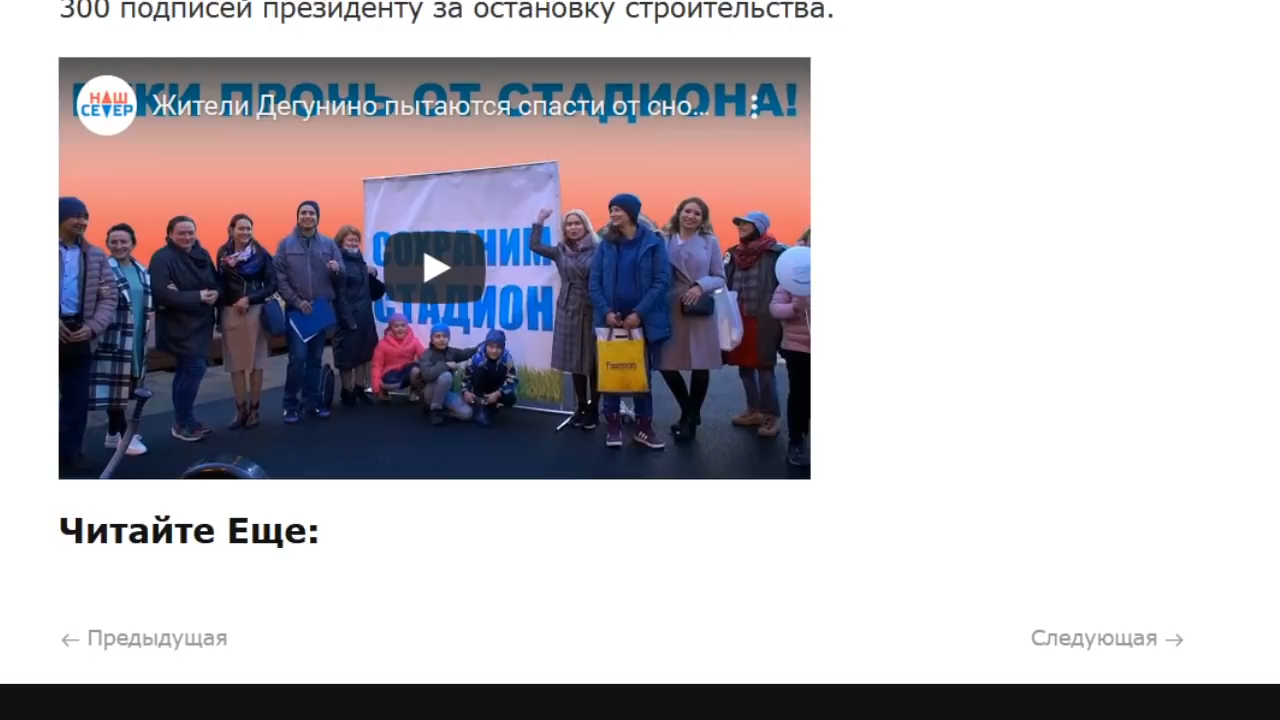 300 подписей президенту за остановку строительства.
ПРОЧЬ ОТ СТАДИОНА!
НАШ
СЕВЕР
Жители Дегунино пытаются спасти от сно...
СОХРАНИМ
СТАДИОН
Читайте Еще:
← Предыдущая
Следующая →